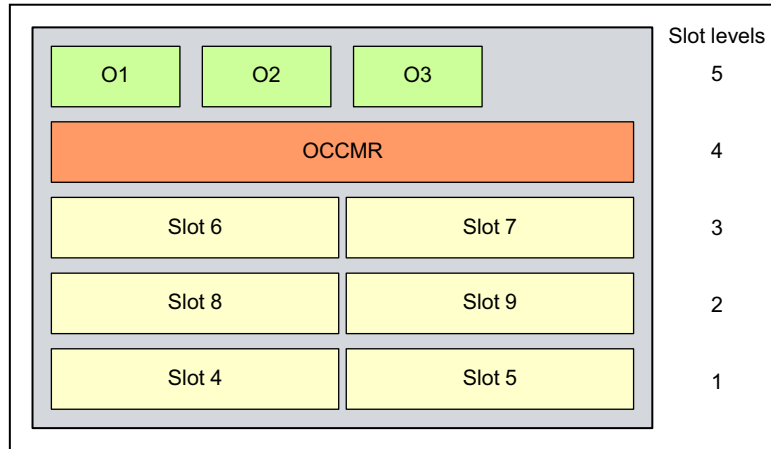 Slot levels
O1 O2 O3 5
OCCMR 4
Slot 6 Slot 7 3
Slot 8 Slot 9 2
Slot 4 Slot 5 1